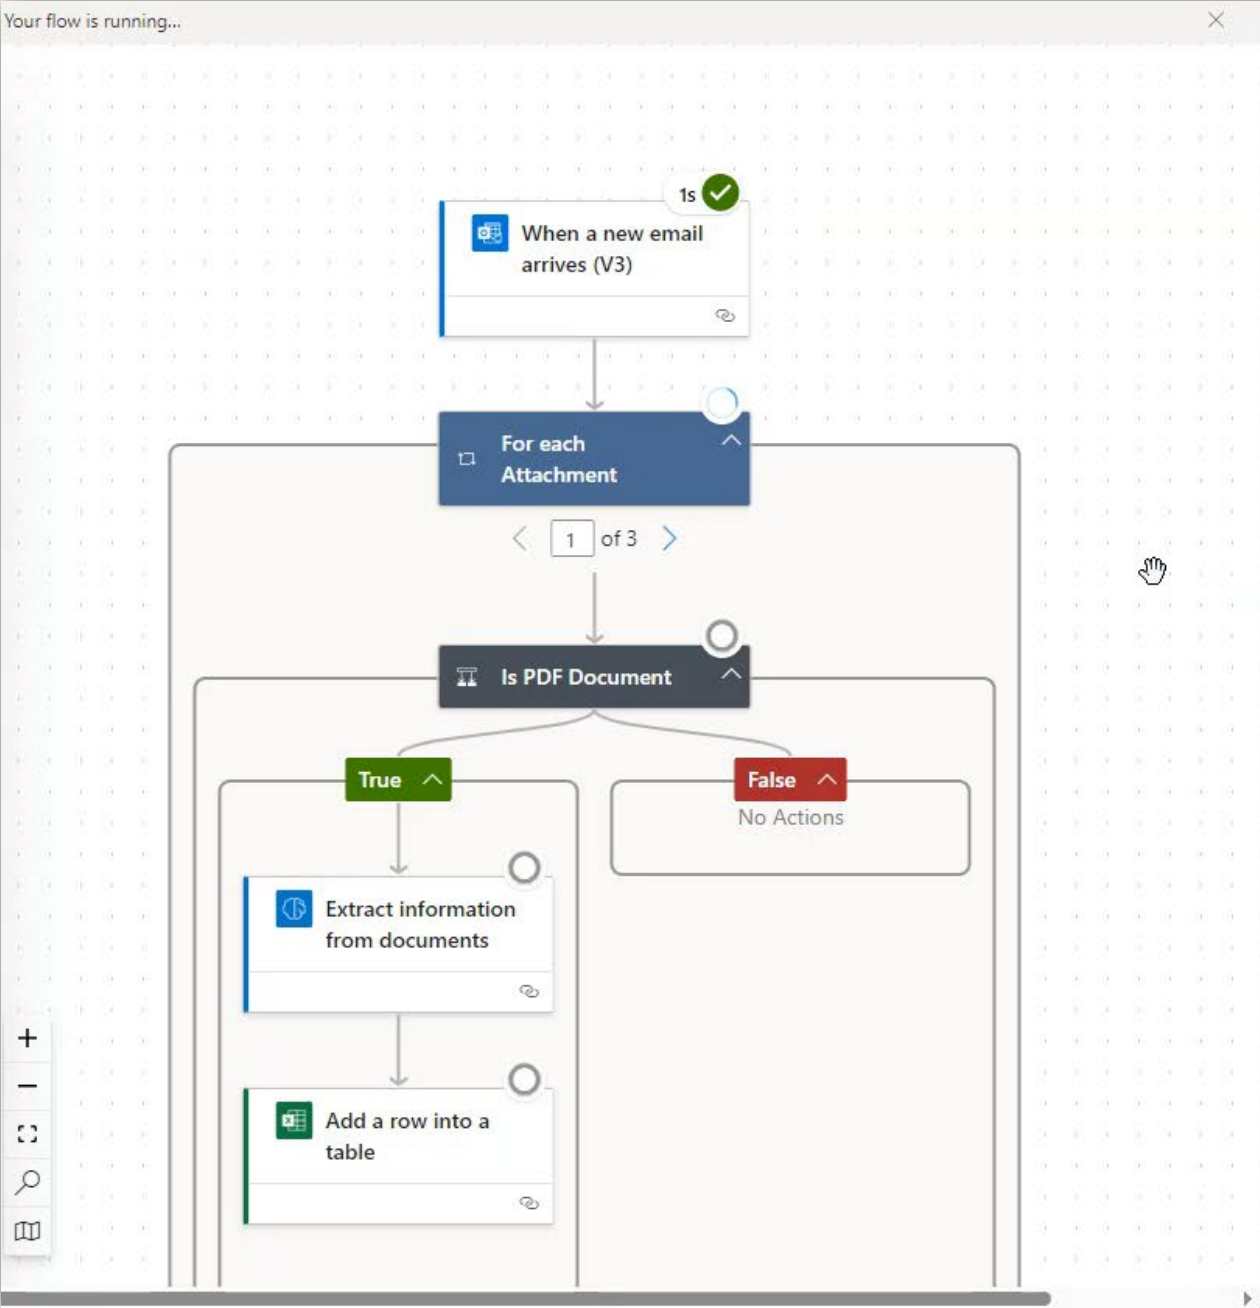 Your flow is running...
1s
When a new email
arrives (V3)
For each
Attachment
1 of 3
Is PDF Document
True
False
No Actions
Extract information
from documents
Add a row into a
table